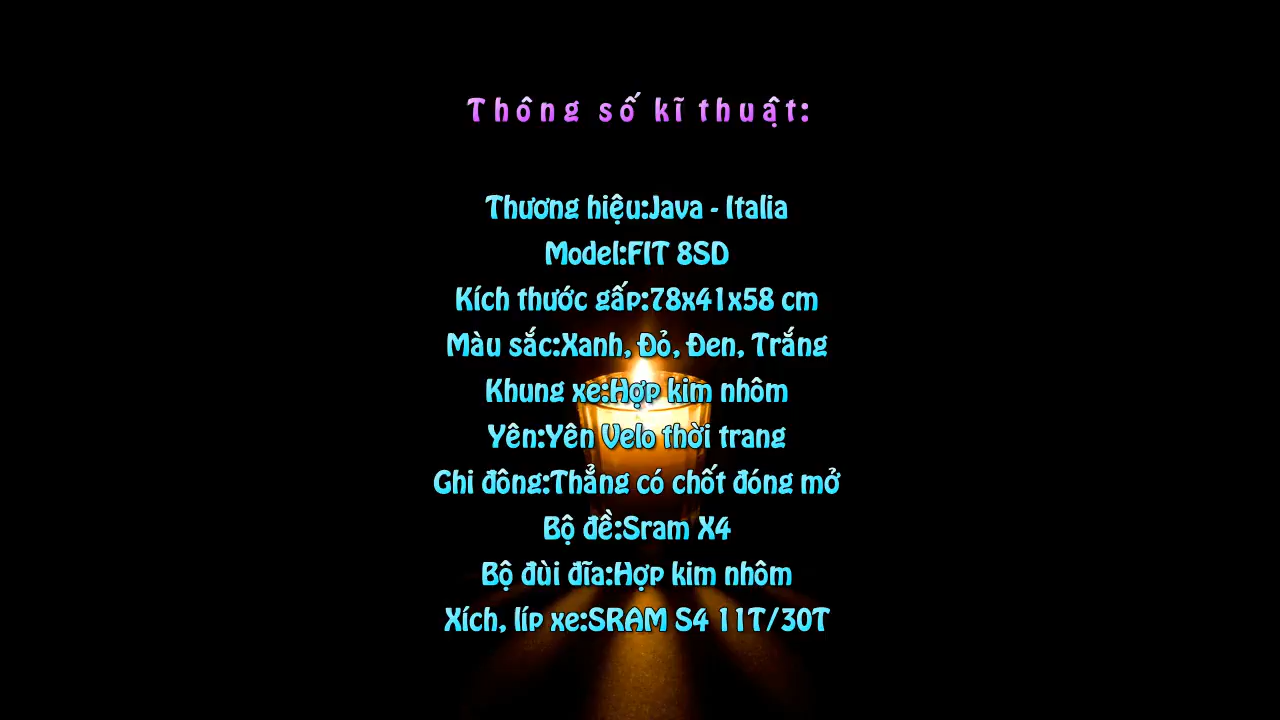 Thông số kĩ thuật:
Thương hiệu:Java - Italia
Model:FIT 8SD
Kích thước gấp:78x41x58 cm
Màu sắc:Xanh, Đỏ, Đen, Trắng
Khung xe:Hợp kim nhôm
Yên:Yên Velo thời trang
Ghi đông:Thẳng có chốt đóng mở
Bộ đề:Sram X4
Bộ đùi đĩa:Hợp kim nhôm
Xích, líp xe:SRAM S4 11T/30T